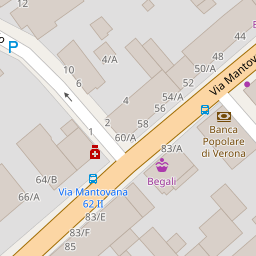 12
44
P
10
4/A
50/A
52
6
54/A
56
4
Via Mantova
2
58
1
60/A
Banca
Popolare
di Verona
83/A
64/A
Via Mantovana
62 II
Begali
66/B
83/E
83/F
85